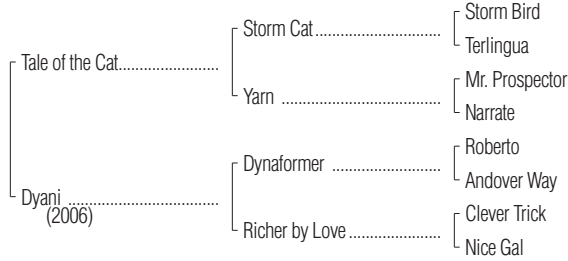 Storm Bird
Storm Cat
Terlingua
Tale of the Cat
Mr. Prospector
Yarn
Narrate
Roberto
Dynaformer
Andover Way
Dyani
(2006)
Clever Trick
Richer by Love
Nice Gal